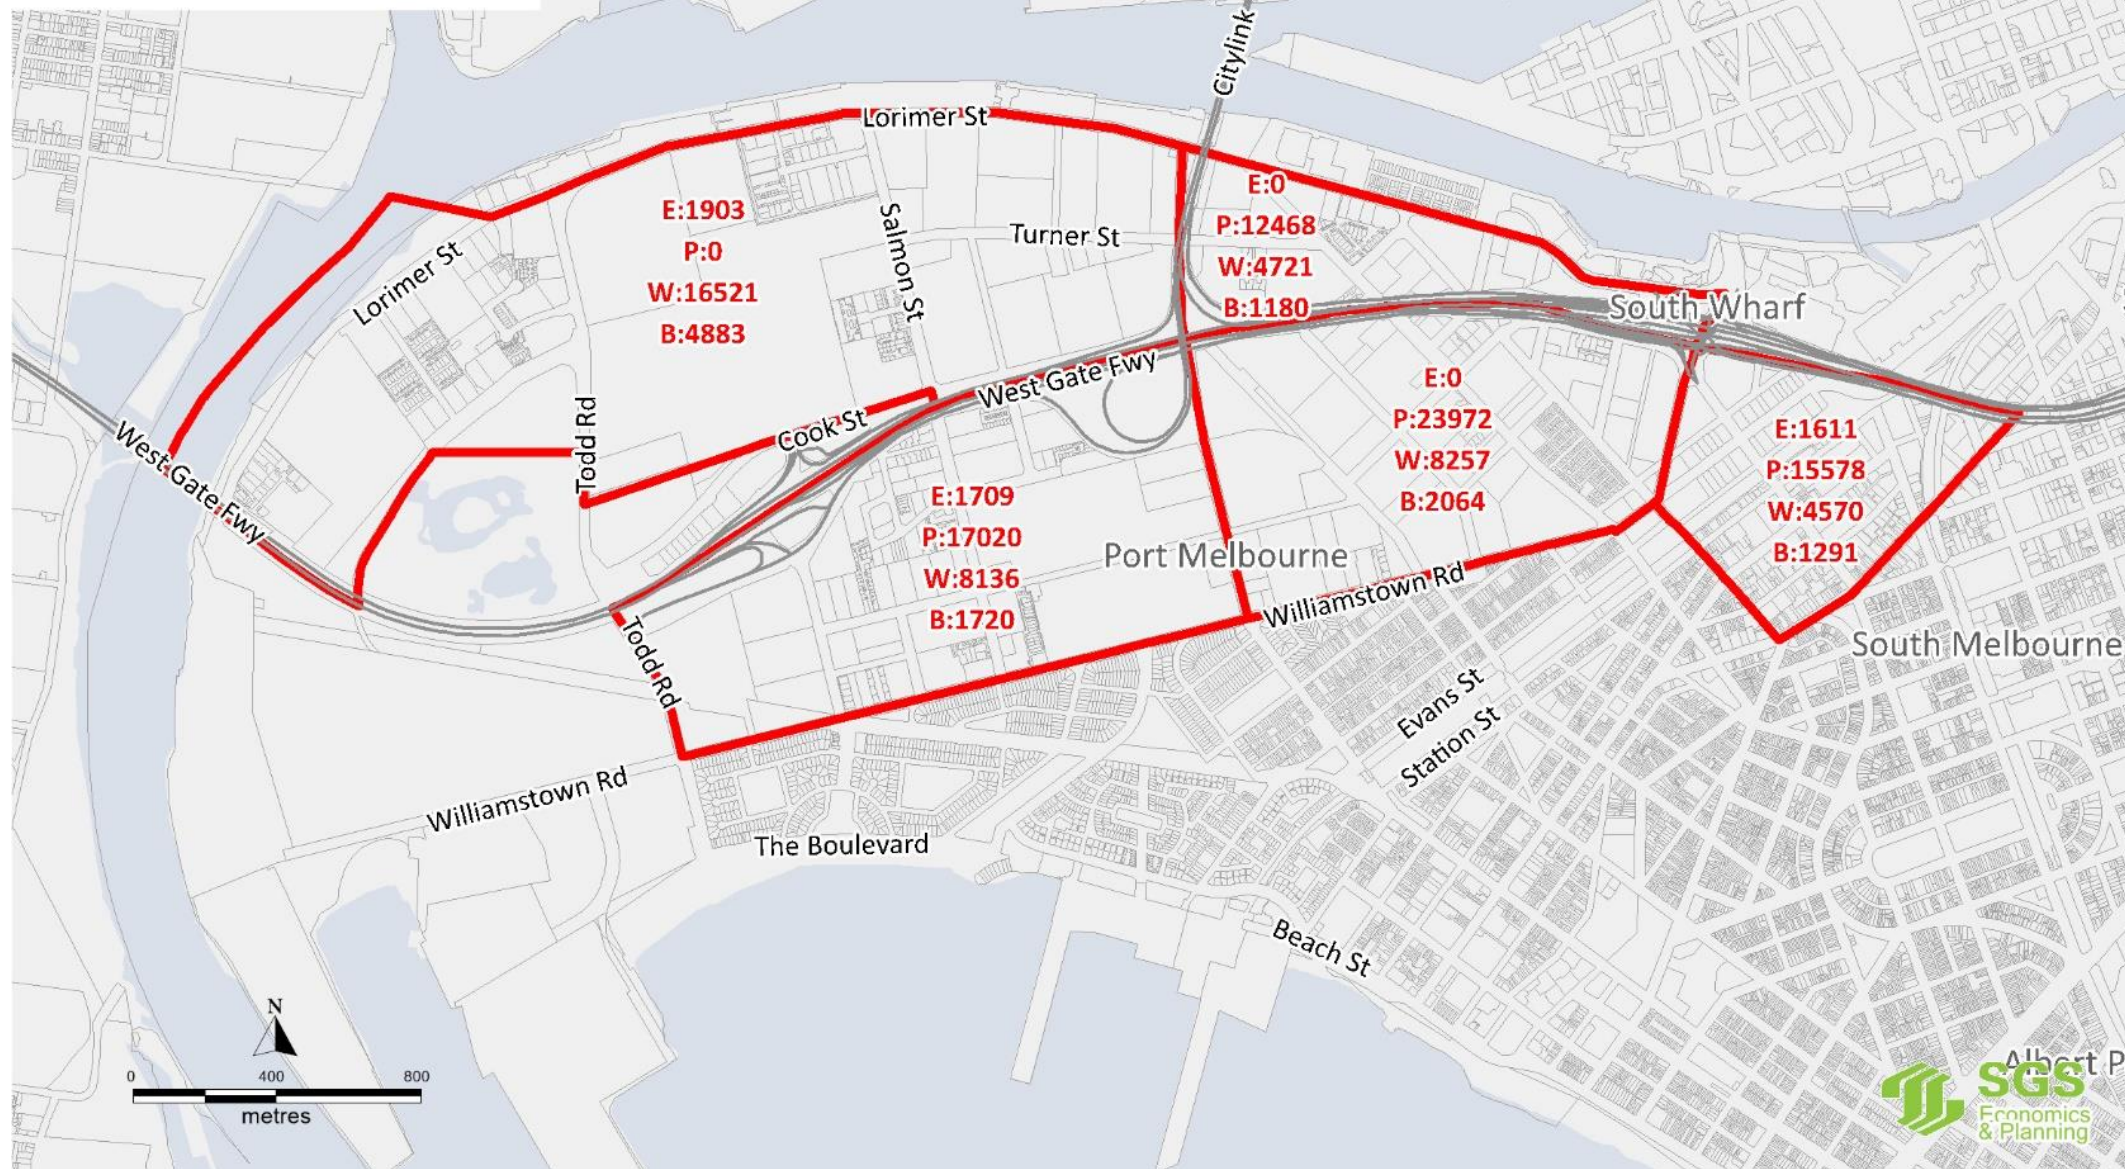 Citylink
Lorimer St
E:1903
P:0
W:16521
B:4883
Salmon St
Turner St
E:0
P:12468
W:4721
B:1180
Lorimer St
South Wharf
West Gate Fwy
E:0
P:23972
W:8257
B:2064
Todd Rd
Cook St
West Gate Fwy
E:1611
P:15578
W:4570
B:1291
E:1709
P:17020
W:8136
B:1720
Port Melbourne
Williamstown Rd
Todd Rd
South Melbourne
Evans St
Station St
Williamstown Rd
The Boulevard
Beach St
N
0 400 800
metres
Albert P
SGS
Economics
& Planning